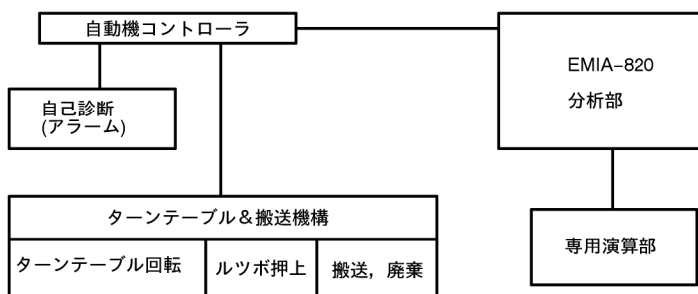 自動機コントローラ
EMIA−820
分析部
自己診断
(アラーム)
ターンテーブル＆搬送機構
ターンテーブル回転
ルツボ押上
搬送，廃棄
専用演算部